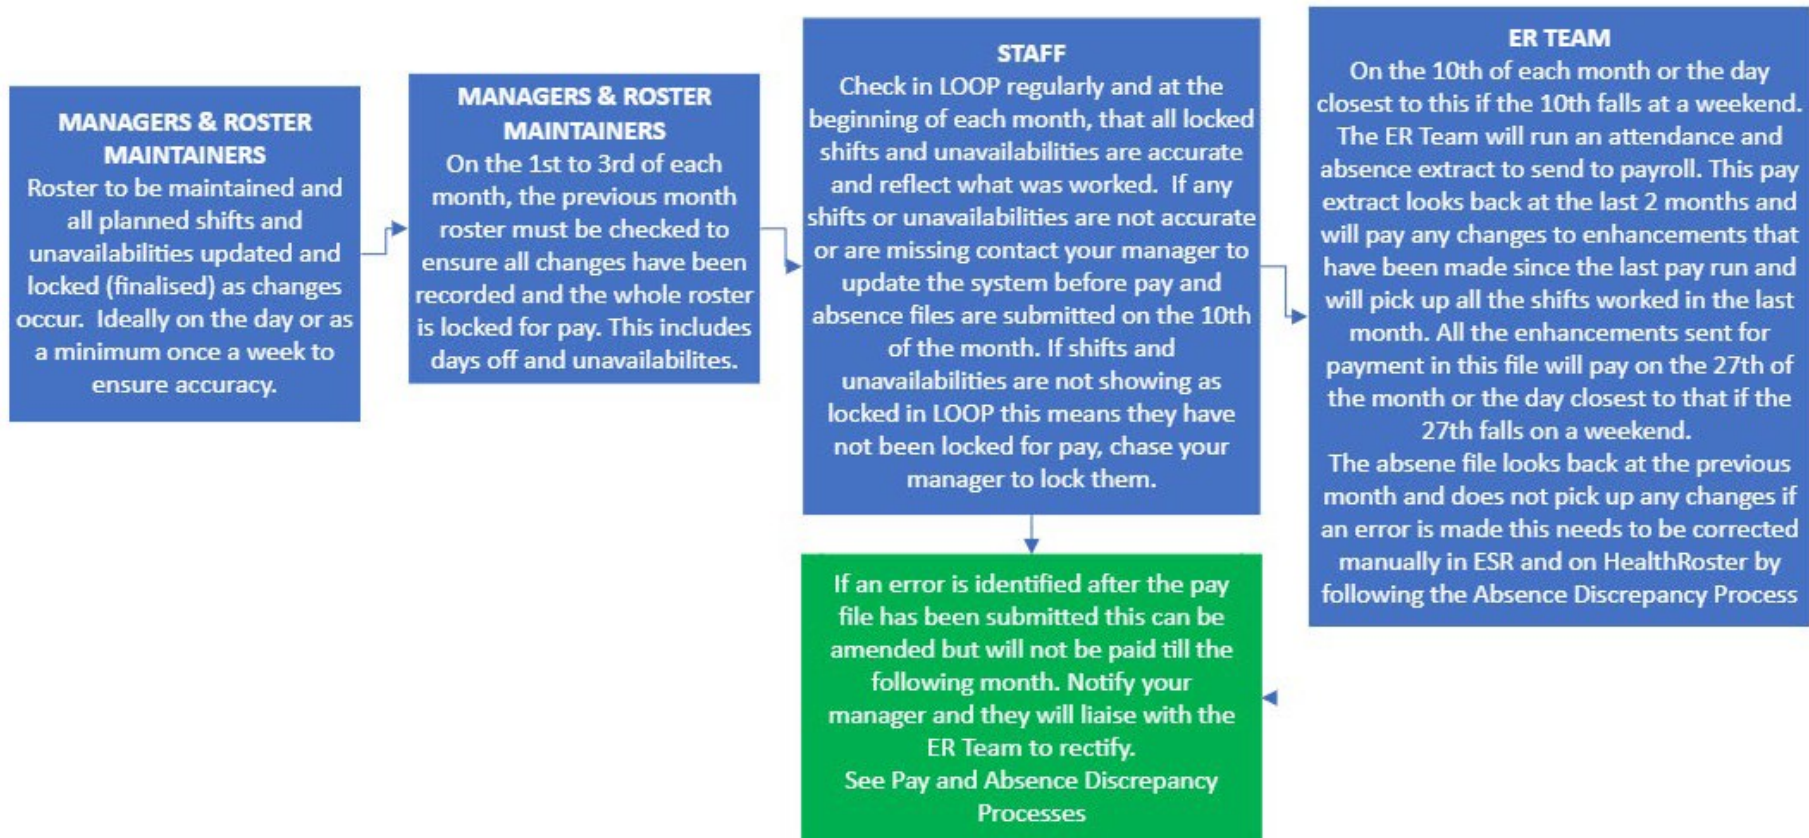 MANAGERS & ROSTER
MAINTAINERS
Roster to be maintained and
all planned shifts and
unavailabilities updated and
locked (finalised) as changes
occur.  Ideally on the day or as
a minimum once a week to
ensure accuracy.
MANAGERS & ROSTER
MAINTAINERS
On the 1st to 3rd of each
month, the previous month
roster must be checked to
ensure all changes have been
recorded and the whole roster
is locked for pay. This includes
days off and unavailabilites.
STAFF
Check in LOOP regularly and at the
beginning of each month, that all locked
shifts and unavailabilities are accurate
and reflect what was worked.  If any
shifts or unavailabilities are not accurate
or are missing contact your manager to
update the system before pay and
absence files are submitted on the 10th
of the month. If shifts and
unavailabilities are not showing as
locked in LOOP this means they have
not been locked for pay, chase your
manager to lock them.
ER TEAM
On the 10th of each month or the day
closest to this if the 10th falls at a weekend.
The ER Team will run an attendance and
absence extract to send to payroll. This pay
extract looks back at the last 2 months and
will pay any changes to enhancements that
have been made since the last pay run and
will pick up all the shifts worked in the last
month. All the enhancements sent for
payment in this file will pay on the 27th of
the month or the day closest to that if the
27th falls on a weekend.
The absene file looks back at the previous
month and does not pick up any changes if
an error is made this needs to be corrected
manually in ESR and on HealthRoster by
following the Absence Discrepancy Process
If an error is identified after the pay
file has been submitted this can be
amended but will not be paid till the
following month. Notify your
manager and they will liaise with the
ER Team to rectify.
See Pay and Absence Discrepancy
Processes